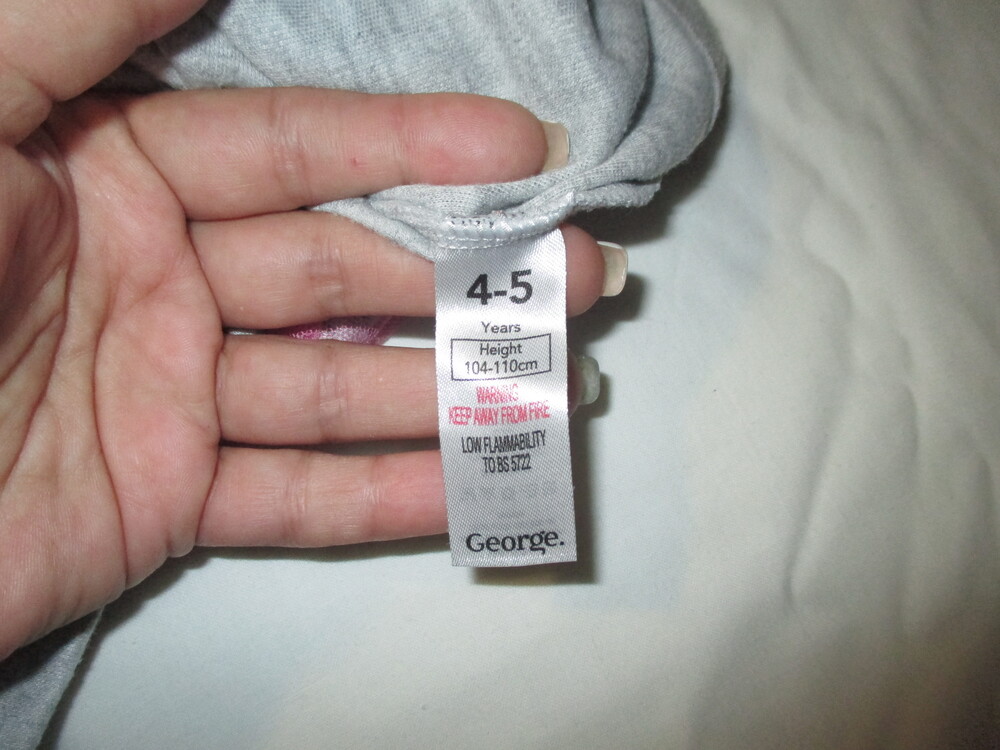 4-5
Years
Height
104-110cm
WARNING
KEEP AWAY FROM FIRE
LOW FLAMMABILITY
TO BS 5722
George.